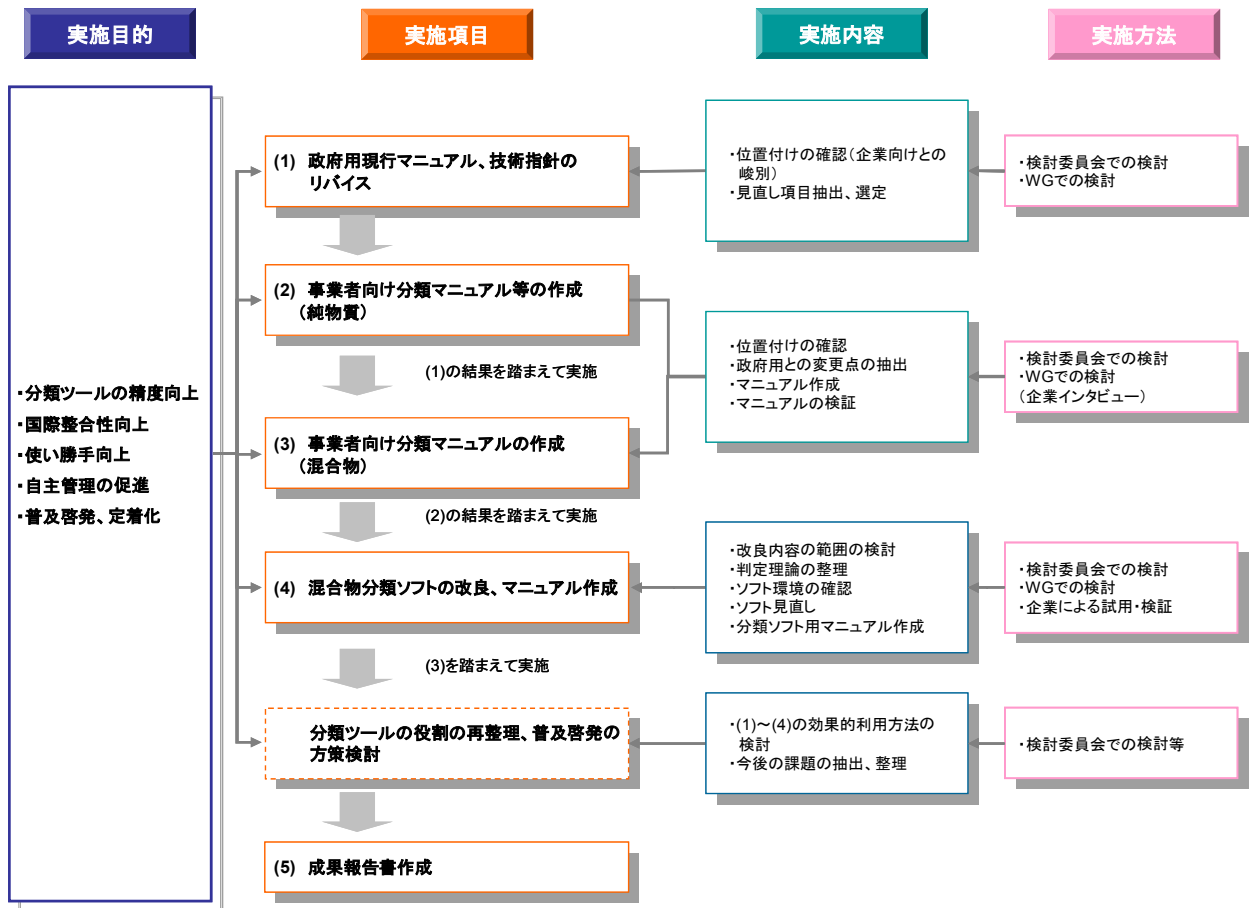 実施目的
実施項目
実施内容
実施方法
・分類ツールの精度向上
・国際整合性向上
・使い勝手向上
・自主管理の促進
・普及啓発、定着化
(1) 政府用現行マニュアル、技術指針の
リバイス
・位置付けの確認（企業向けとの
峻別）
・見直し項目抽出、選定
・検討委員会での検討
・WGでの検討
(2) 事業者向け分類マニュアル等の作成
（純物質）
(1)の結果を踏まえて実施
(3) 事業者向け分類マニュアルの作成
（混合物）
・位置付けの確認
・政府用との変更点の抽出
・マニュアル作成
・マニュアルの検証
・検討委員会での検討
・WGでの検討
（企業インタビュー）
(2)の結果を踏まえて実施
(4) 混合物分類ソフトの改良、マニュアル作成
・改良内容の範囲の検討
・判定理論の整理
・ソフト環境の確認
・ソフト見直し
・分類ソフト用マニュアル作成
・検討委員会での検討
・WGでの検討
・企業による試用・検証
(3)を踏まえて実施
分類ツールの役割の再整理、普及啓発の
方策検討
・(1)～(4)の効果的利用方法の
検討
・今後の課題の抽出、整理
・検討委員会での検討等
(5) 成果報告書作成